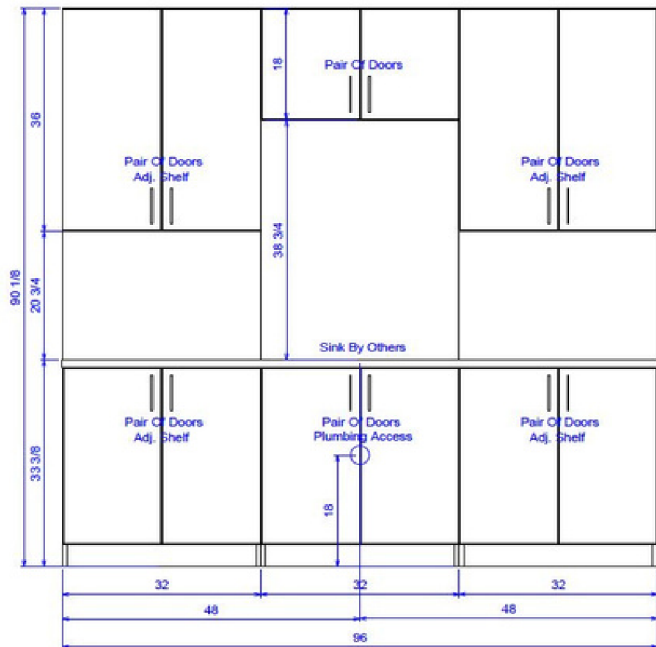 18
Pair Of Doors
36
Pair Of Doors
Adj. Shelf
Pair Of Doors
Adj. Shelf
38 3/4
90 1/8
20 3/4
Sink By Others
Pair Of Doors
Adj. Shelf
Pair Of Doors
Plumbing Access
Pair Of Doors
Adj. Shelf
33 3/8
18
32
32
32
48
48
96